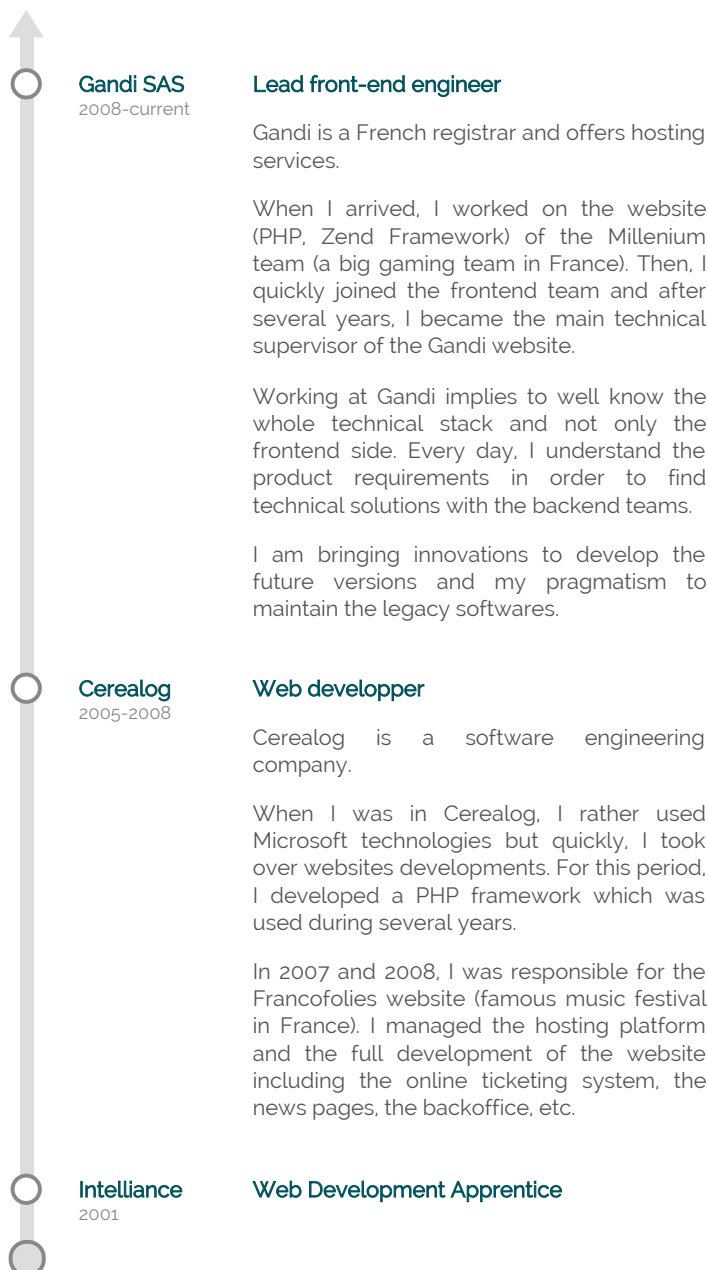 Gandi SAS
2008-current
Lead front-end engineer
Gandi is a French registrar and offers hosting
services.
When I arrived, I worked on the website
(PHP, Zend Framework) of the Millenium
team (a big gaming team in France). Then, I
quickly joined the frontend team and after
several years, I became the main technical
supervisor of the Gandi website.
Working at Gandi implies to well know the
whole technical stack and not only the
frontend side. Every day, I understand the
product requirements in order to find
technical solutions with the backend teams.
I am bringing innovations to develop the
future versions and my pragmatism to
maintain the legacy softwares.
Cerealog
2005-2008
Web developper
Cerealog is a software engineering
company.
When I was in Cerealog, I rather used
Microsoft technologies but quickly, I took
over websites developments. For this period,
I developed a PHP framework which was
used during several years.
In 2007 and 2008, I was responsible for the
Francofolies website (famous music festival
in France). I managed the hosting platform
and the full development of the website
including the online ticketing system, the
news pages, the backoffice, etc.
Intelliance
2001
Web Development Apprentice